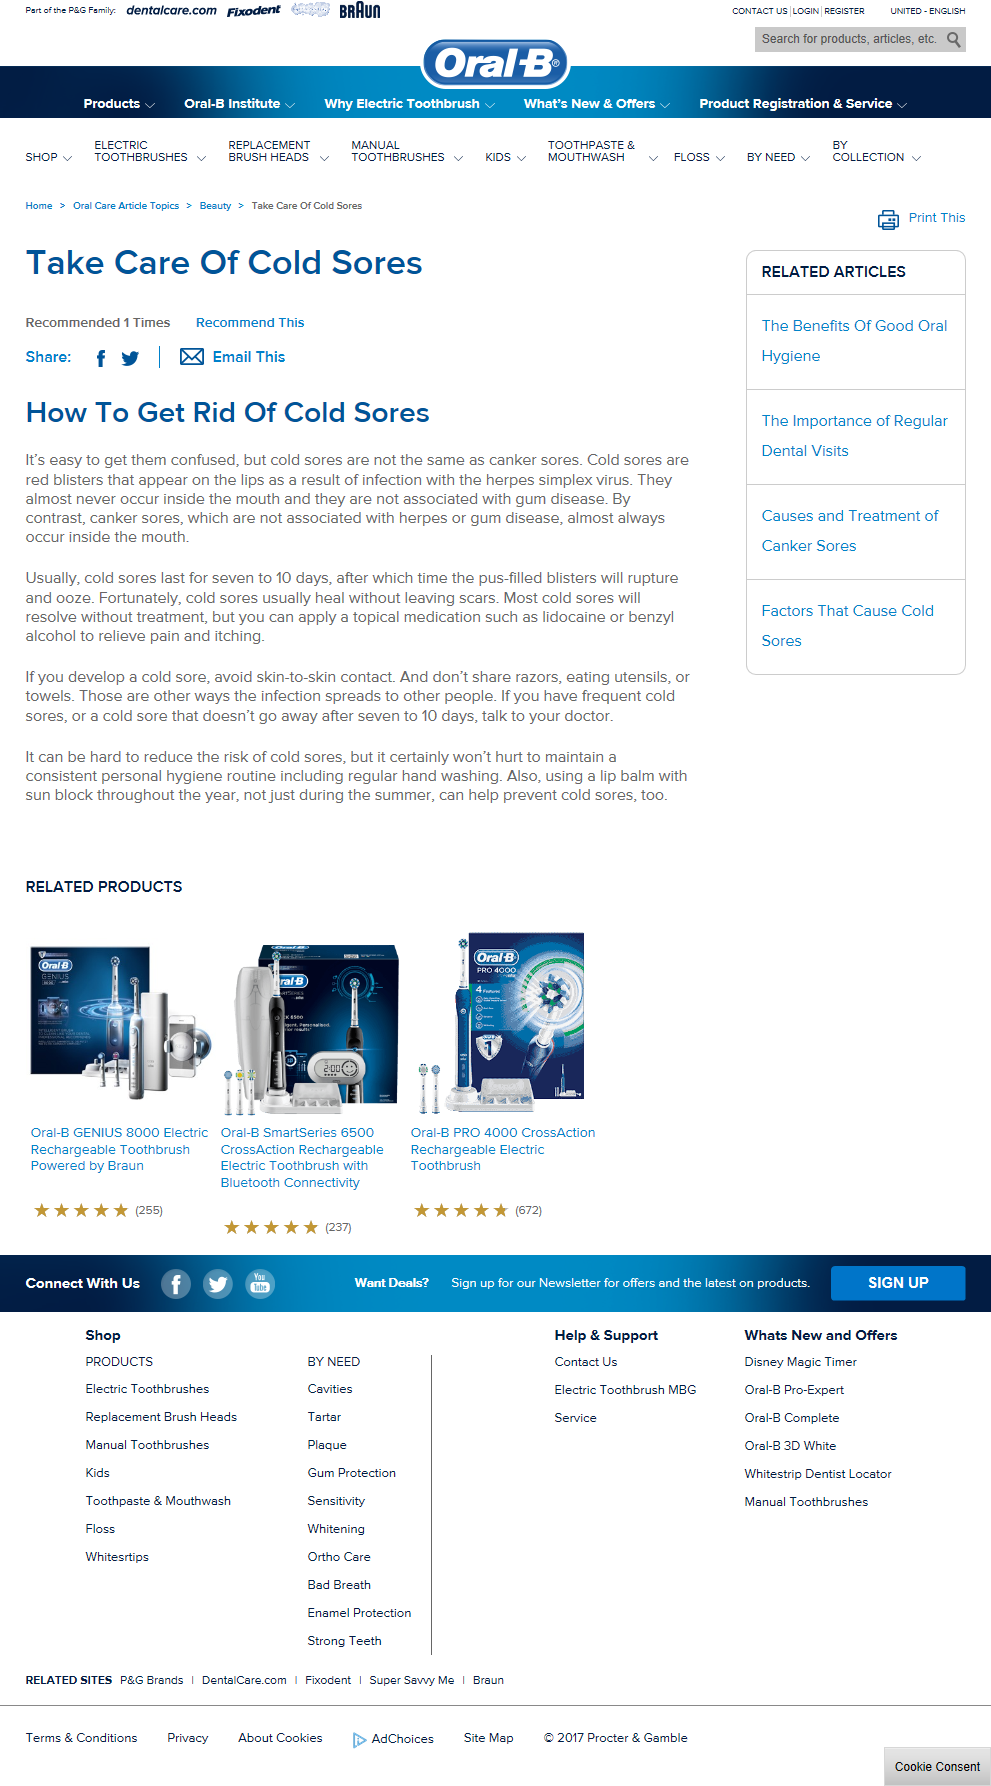 Part of the P&G Family: dentalcare.com Fixodent BRAUN
CONTACT US | LOGIN | REGISTER UNITED - ENGLISH
Search for products, articles, etc.
Oral-B®
Products Oral-B Institute Why Electric Toothbrush What's New & Offers Product Registration & Service
SHOP ELECTRIC TOOTHBRUSHES REPLACEMENT BRUSH HEADS MANUAL TOOTHBRUSHES KIDS TOOTHPASTE & MOUTHWASH FLOSS BY NEED BY COLLECTION
Home > Oral Care Article Topics > Beauty > Take Care Of Cold Sores
Print This
Take Care Of Cold Sores
Recommended 1 Times Recommend This
Share: Email This
How To Get Rid Of Cold Sores
It's easy to get them confused, but cold sores are not the same as canker sores. Cold sores are
red blisters that appear on the lips as a result of infection with the herpes simplex virus. They
almost never occur inside the mouth and they are not associated with gum disease. By
contrast, canker sores, which are not associated with herpes or gum disease, almost always
occur inside the mouth.
Usually, cold sores last for seven to 10 days, after which time the pus-filled blisters will rupture
and ooze. Fortunately, cold sores usually heal without leaving scars. Most cold sores will
resolve without treatment, but you can apply a topical medication such as lidocaine or benzyl
alcohol to relieve pain and itching.
If you develop a cold sore, avoid skin-to-skin contact. And don't share razors, eating utensils, or
towels. Those are other ways the infection spreads to other people. If you have frequent cold
sores, or a cold sore that doesn't go away after seven to 10 days, talk to your doctor.
It can be hard to reduce the risk of cold sores, but it certainly won't hurt to maintain a
consistent personal hygiene routine including regular hand washing. Also, using a lip balm with
sun block throughout the year, not just during the summer, can help prevent cold sores, too.
RELATED ARTICLES
The Benefits Of Good Oral
Hygiene
The Importance of Regular
Dental Visits
Causes and Treatment of
Canker Sores
Factors That Cause Cold
Sores
RELATED PRODUCTS
Oral-B
GENIUS
2:00
Oral-B
PRO 4000
4 Features
1
Oral-B GENIUS 8000 Electric
Rechargeable Toothbrush
Powered by Braun
(255)
Oral-B SmartSeries 6500
CrossAction Rechargeable
Electric Toothbrush with
Bluetooth Connectivity
(237)
Oral-B PRO 4000 CrossAction
Rechargeable Electric
Toothbrush
(672)
Connect With Us You Tube Want Deals? Sign up for our Newsletter for offers and the latest on products. SIGN UP
Shop
PRODUCTS
Electric Toothbrushes
Replacement Brush Heads
Manual Toothbrushes
Kids
Toothpaste & Mouthwash
Floss
Whitesrtips
BY NEED
Cavities
Tartar
Plaque
Gum Protection
Sensitivity
Whitening
Ortho Care
Bad Breath
Enamel Protection
Strong Teeth
Help & Support
Contact Us
Electric Toothbrush MBG
Service
Whats New and Offers
Disney Magic Timer
Oral-B Pro-Expert
Oral-B Complete
Oral-B 3D White
Whitestrip Dentist Locator
Manual Toothbrushes
RELATED SITES P&G Brands | DentalCare.com | Fixodent | Super Savvy Me | Braun
Terms & Conditions Privacy About Cookies AdChoices Site Map © 2017 Procter & Gamble
Cookie Consent